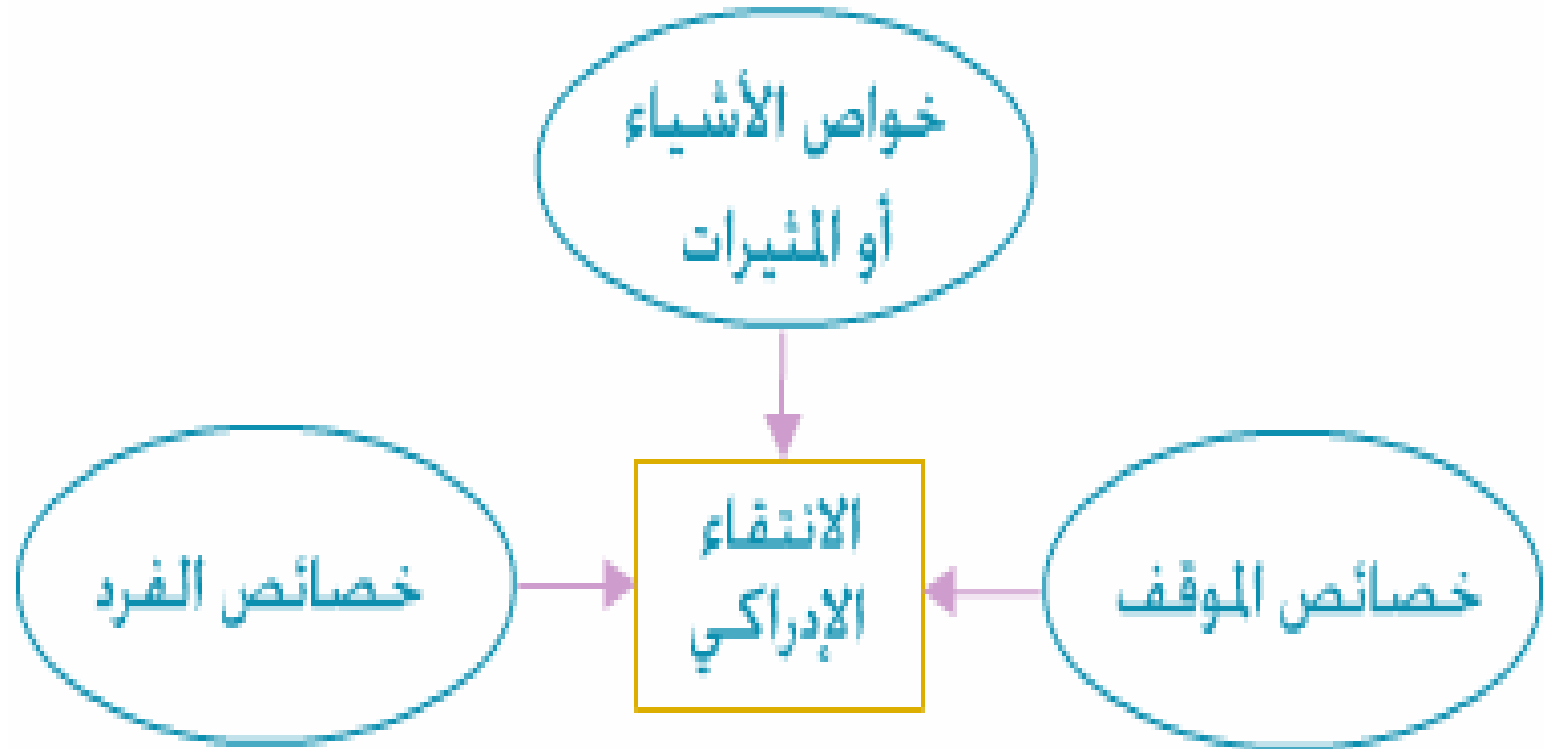 خواص الأشياء
أو المثيرات
الانتقاء
الإدراكي
خصائص الموقف
خصائص الفرد